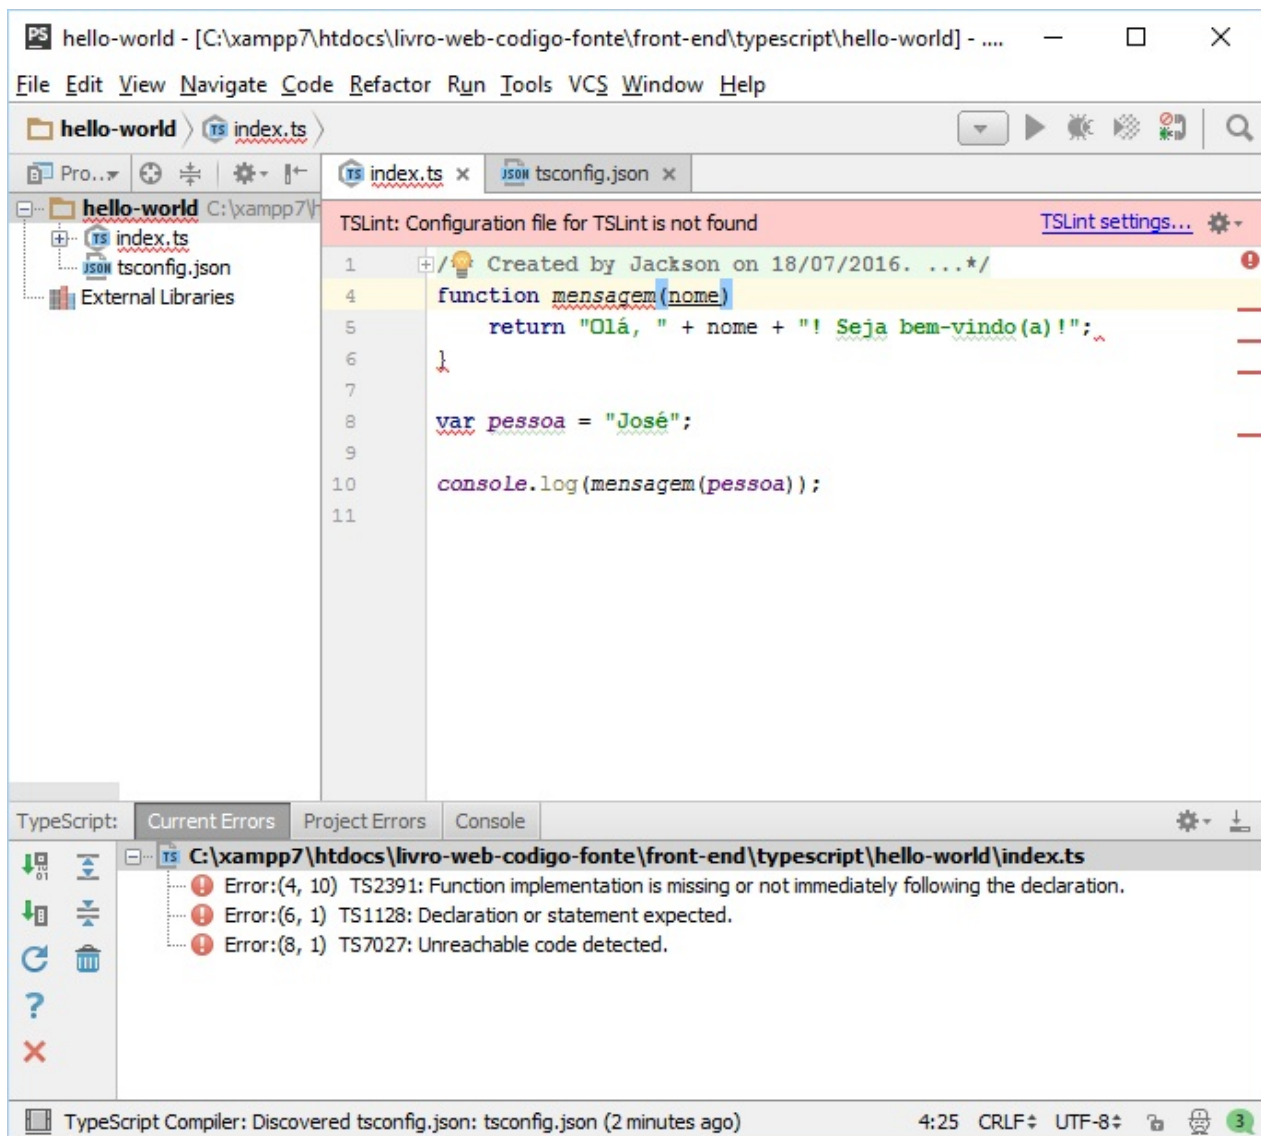 PS hello-world - [C:\xampp7\htdocs\livro-web-codigo-fonte\front-end\typescript\hello-world] - ....
File Edit View Navigate Code Refactor Run Tools VCS Window Help
hello-world TS index.ts
Pro... TS index.ts JSON tsconfig.json
hello-world C:\xampp7\h
TS index.ts
JSON tsconfig.json
External Libraries
TSLint: Configuration file for TSLint is not found TSLint settings...
1 /* Created by Jackson on 18/07/2016. ...*/
4 function mensagem(nome)
5 return "Olá, " + nome + "! Seja bem-vindo(a)!";
6 }
7
8 var pessoa = "José";
9
10 console.log(mensagem(pessoa));
11
TypeScript: Current Errors Project Errors Console
TS C:\xampp7\htdocs\livro-web-codigo-fonte\front-end\typescript\hello-world\index.ts
Error:(4, 10) TS2391: Function implementation is missing or not immediately following the declaration.
Error:(6, 1) TS1128: Declaration or statement expected.
Error:(8, 1) TS7027: Unreachable code detected.
TypeScript Compiler: Discovered tsconfig.json: tsconfig.json (2 minutes ago) 4:25 CRLF UTF-8 3